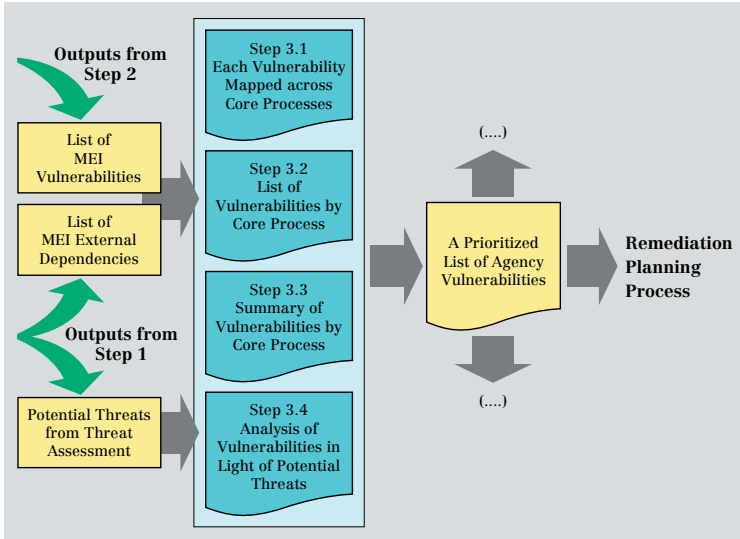 Outputs from
Step 2
List of
MEI
Vulnerabilities
List of
MEI External
Dependencies
Outputs from
Step 1
Potential Threats
from Threat
Assessment
Step 3.1
Each Vulnerability
Mapped across
Core Processes
Step 3.2
List of
Vulnerabilities by
Core Process
Step 3.3
Summary of
Vulnerabilities by
Core Process
Step 3.4
Analysis of
Vulnerabilities in
Light of Potential
Threats
(....)
A Prioritized
List of Agency
Vulnerabilities
(....)
Remediation
Planning
Process